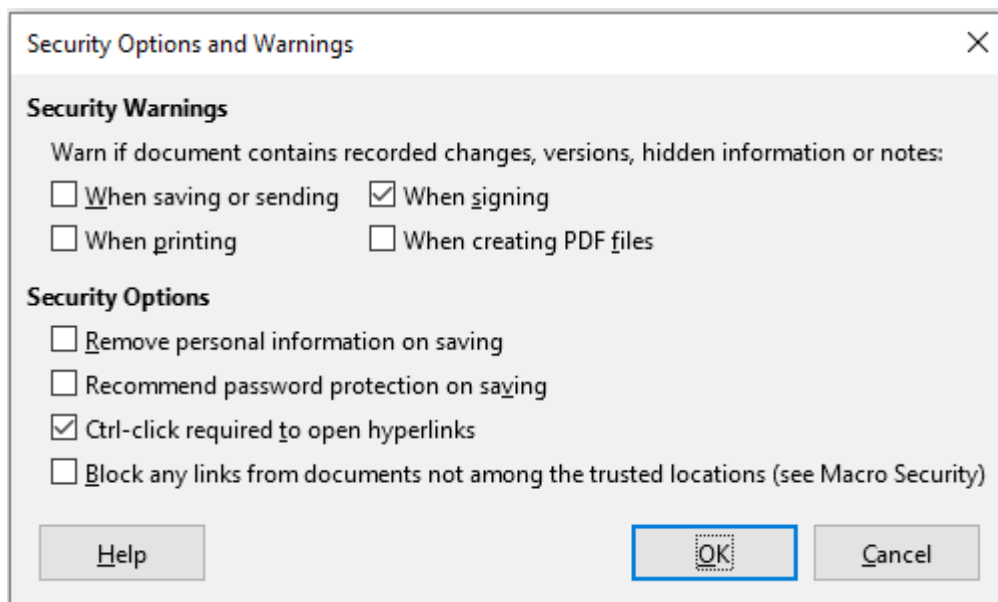 Security Options and Warnings
Security Warnings
Warn if document contains recorded changes, versions, hidden information or notes:
When saving or sending When signing
When printing When creating PDF files
Security Options
Remove personal information on saving
Recommend password protection on saving
Ctrl-click required to open hyperlinks
Block any links from documents not among the trusted locations (see Macro Security)
Help OK Cancel